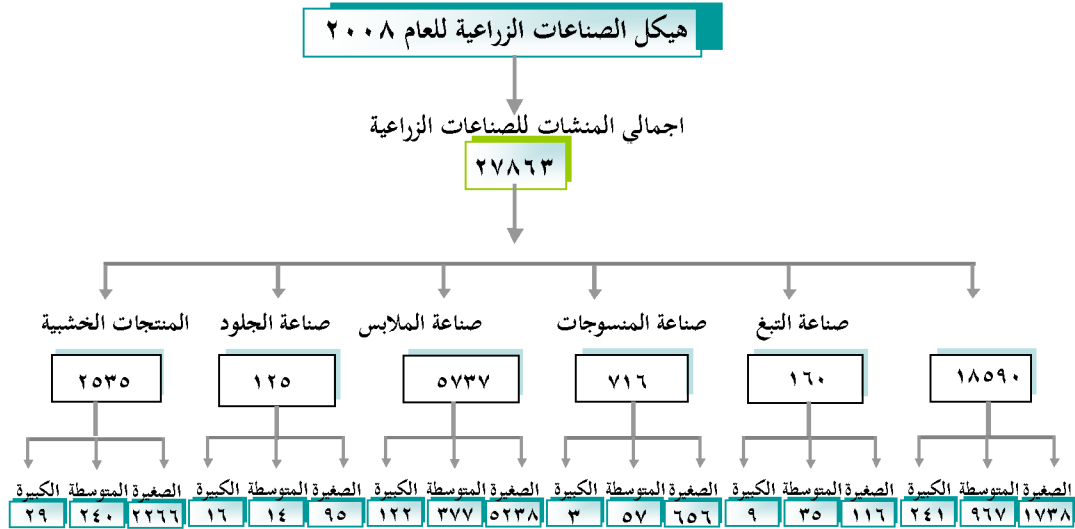 هيكل الصناعات الزراعية للعام ٢٠٠٨
اجمالي المنشات للصناعات الزراعية
٢٧٨٦٣
صناعة التبغ صناعة المنسوجات صناعة الملابس صناعة الجلود المنتجات الخشبية
١٨٥٩٠ ١٦٠ ٧١٦ ٥٧٣٧ ١٢٥ ٢٥٣٥
الصغيرة المتوسطة الكبيرة الصغيرة المتوسطة الكبيرة الصغيرة المتوسطة الكبيرة الصغيرة المتوسطة الكبيرة الصغيرة المتوسطة الكبيرة الصغيرة المتوسطة الكبيرة
١٧٣٨ ٩٦٧ ٢٤١ ١١٦ ٣٥ ٩ ٦٥٦ ٥٧ ٣ ٥٢٣٨ ٣٧٧ ١٢٢ ٩٥ ١٤ ١٦ ٢٢٦٦ ٢٤٠ ٢٩